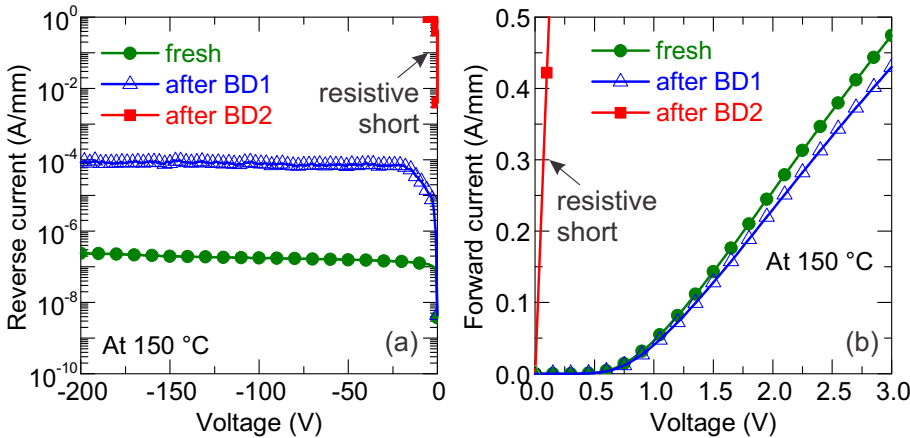 Reverse current (A/mm)
10⁰
10⁻²
10⁻⁴
10⁻⁶
10⁻⁸
10⁻¹⁰
fresh
after BD1
after BD2
resistive
short
At 150 °C
(a)
-200
-150
-100
-50
0
Voltage (V)
Forward current (A/mm)
0.5
0.4
0.3
0.2
0.1
0.0
fresh
after BD1
after BD2
resistive
short
At 150 °C
(b)
0.0
0.5
1.0
1.5
2.0
2.5
3.0
Voltage (V)